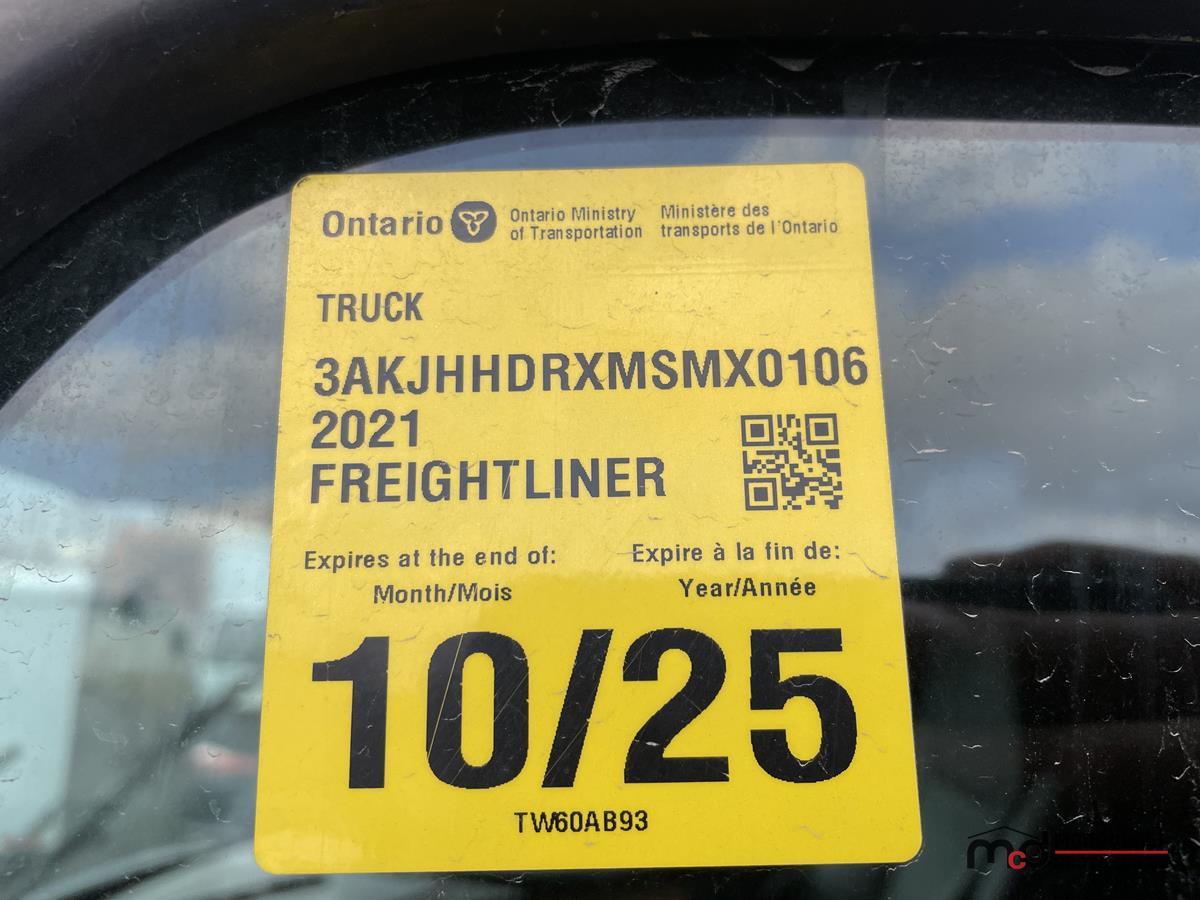 Ontario
Ontario Ministry
of Transportation
Ministère des
transports de l'Ontario
TRUCK
3AKJHHDRXMSMX0106
2021
FREIGHTLINER
Expires at the end of:
Expire à la fin de:
Month/Mois
Year/Année
10/25
TW60AB93
mcd